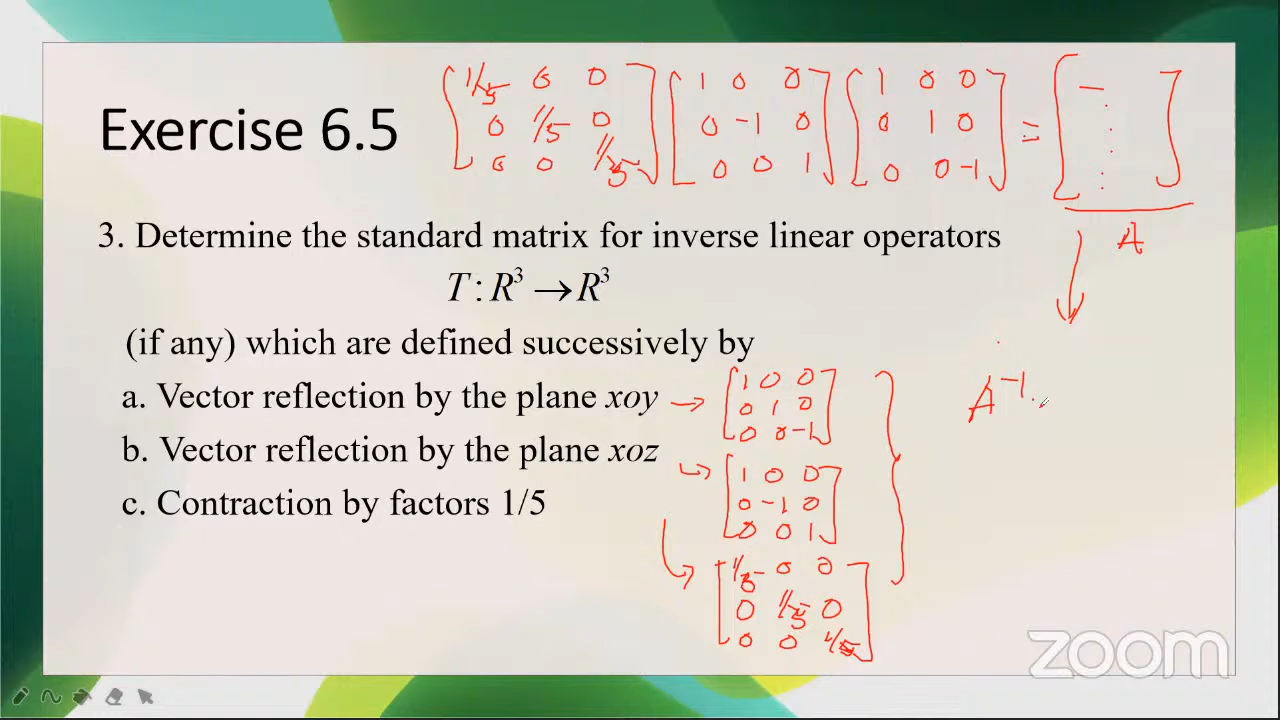 Exercise 6.5
[1/5 0 0] [1 0 0] [1 0 0]
[0 1/5 0] [0 -1 0] [0 1 0] = [ ]
[0 0 1/5] [0 0 1] [0 0 -1]
A
3. Determine the standard matrix for inverse linear operators
T : R³ → R³
(if any) which are defined successively by
a. Vector reflection by the plane xoy →
[1 0 0]
[0 1 0]
[0 0 -1]
A⁻¹
b. Vector reflection by the plane xoz →
[1 0 0]
[0 -1 0]
[0 0 1]
c. Contraction by factors 1/5 →
[1/5 0 0]
[0 1/5 0]
[0 0 1/5]
zoom